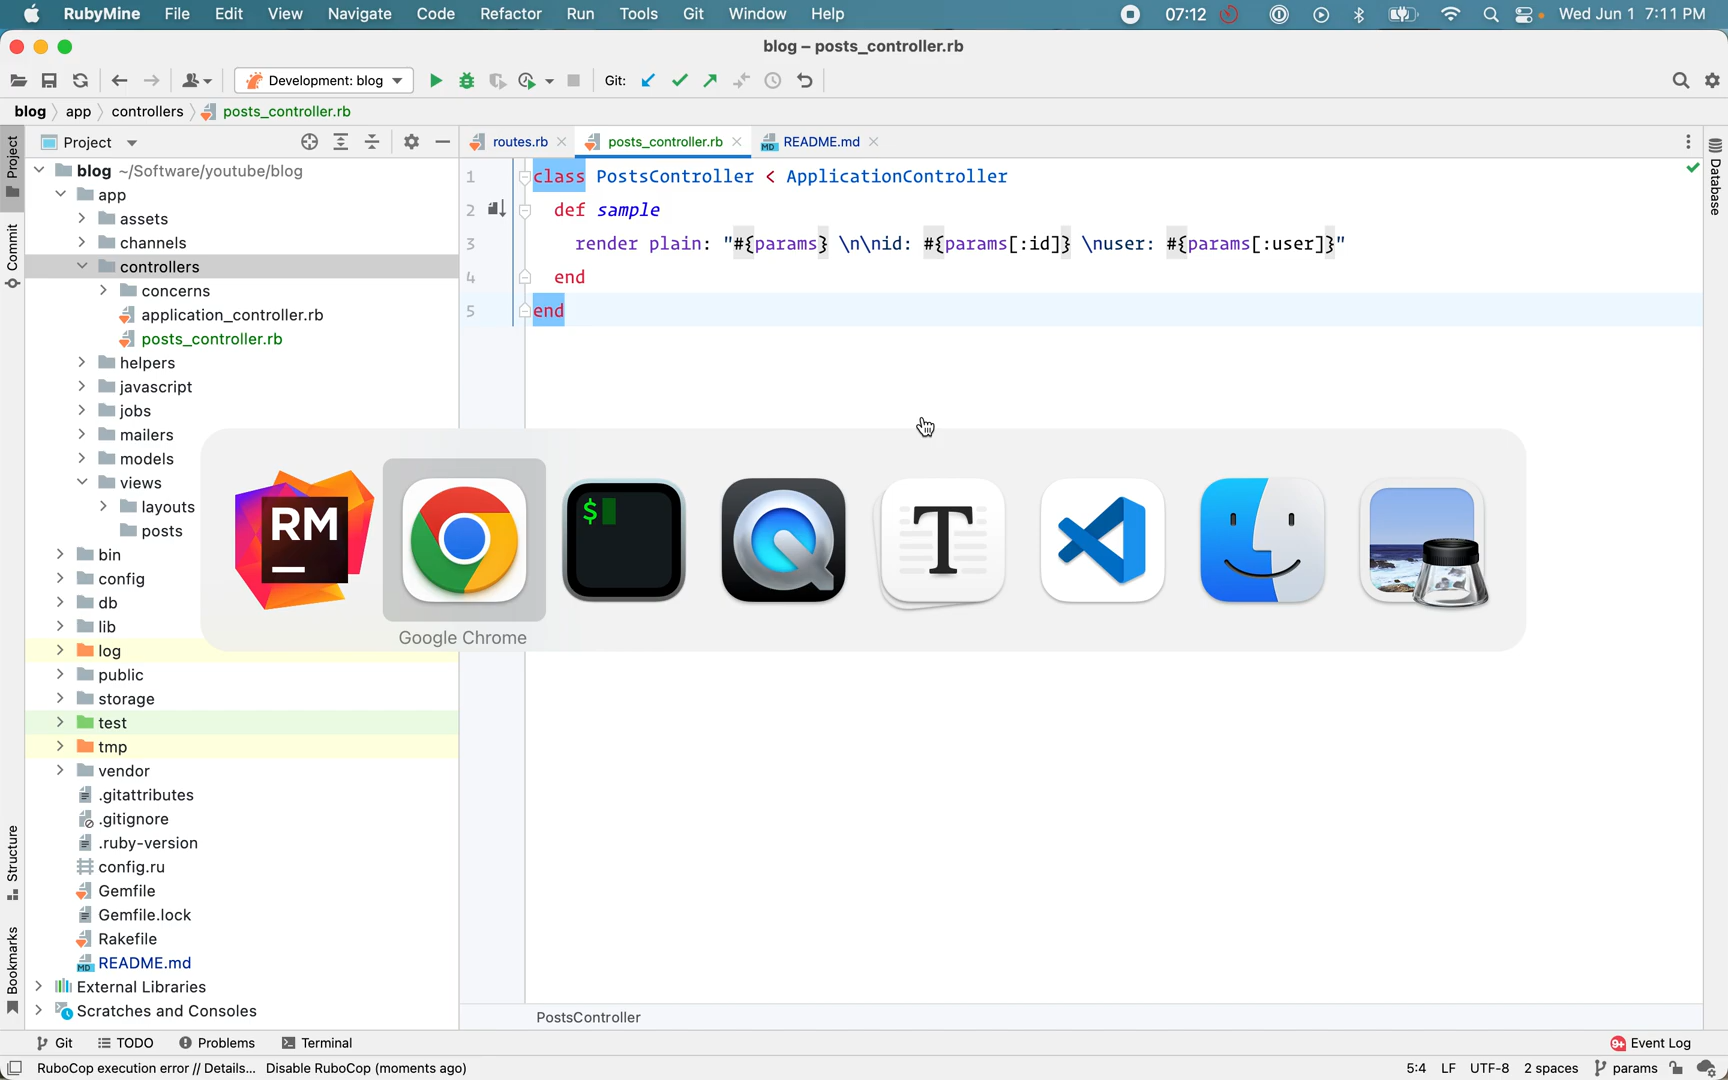 RubyMine File Edit View Navigate Code Refactor Run Tools Git Window Help 07:12 Wed Jun 1 7:11 PM
blog – posts_controller.rb
Development: blog Git:
blog app controllers posts_controller.rb
Project routes.rb posts_controller.rb README.md
Project
Commit
Structure
Bookmarks
Database
blog ~/Software/youtube/blog
app
assets
channels
controllers
concerns
application_controller.rb
posts_controller.rb
helpers
javascript
jobs
mailers
models
views
layouts
posts
bin
config
db
lib
log
public
storage
test
tmp
vendor
.gitattributes
.gitignore
.ruby-version
config.ru
Gemfile
Gemfile.lock
Rakefile
README.md
External Libraries
Scratches and Consoles
1 class PostsController < ApplicationController
2 def sample
3 render plain: "#{params} \n\nid: #{params[:id]} \nuser: #{params[:user]}"
4 end
5 end
RM
$
T
Google Chrome
PostsController
Git TODO Problems Terminal 9+ Event Log
RuboCop execution error // Details... Disable RuboCop (moments ago) 5:4 LF UTF-8 2 spaces params